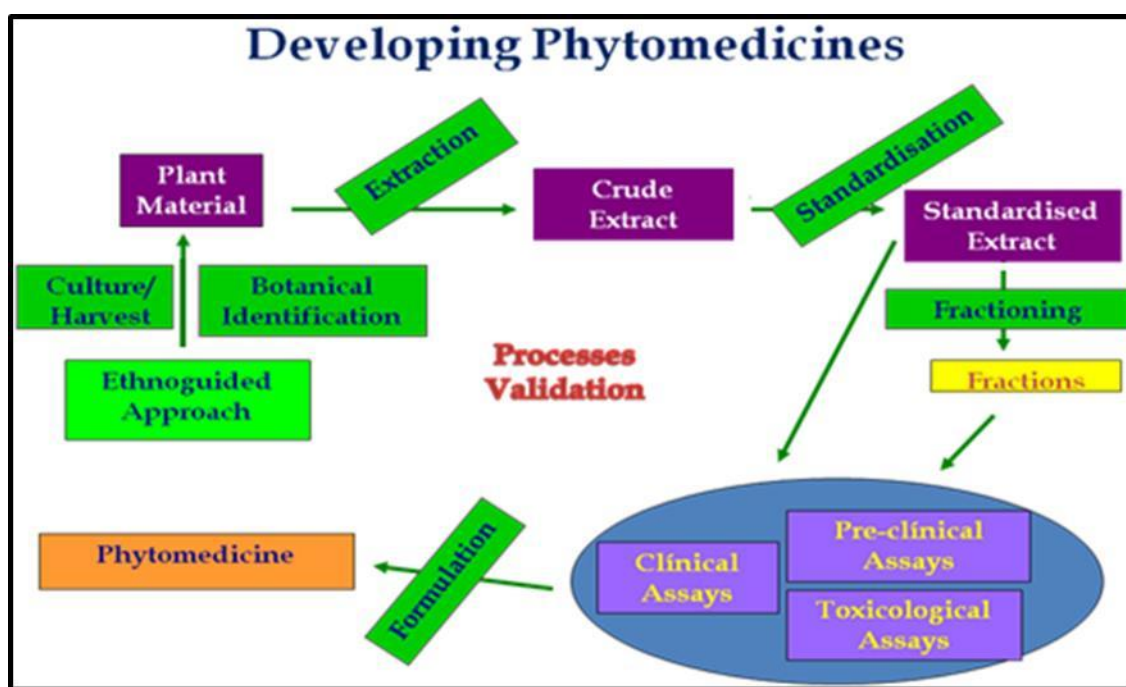 Developing Phytomedicines
Plant
Material
Extraction
Crude
Extract
Standardisation
Standardised
Extract
Culture/
Harvest
Botanical
Identification
Fractioning
Processes
Validation
Ethnoguided
Approach
Fractions
Phytomedicine
Formulation
Clínical
Assays
Pre-clínical
Assays
Toxicological
Assays